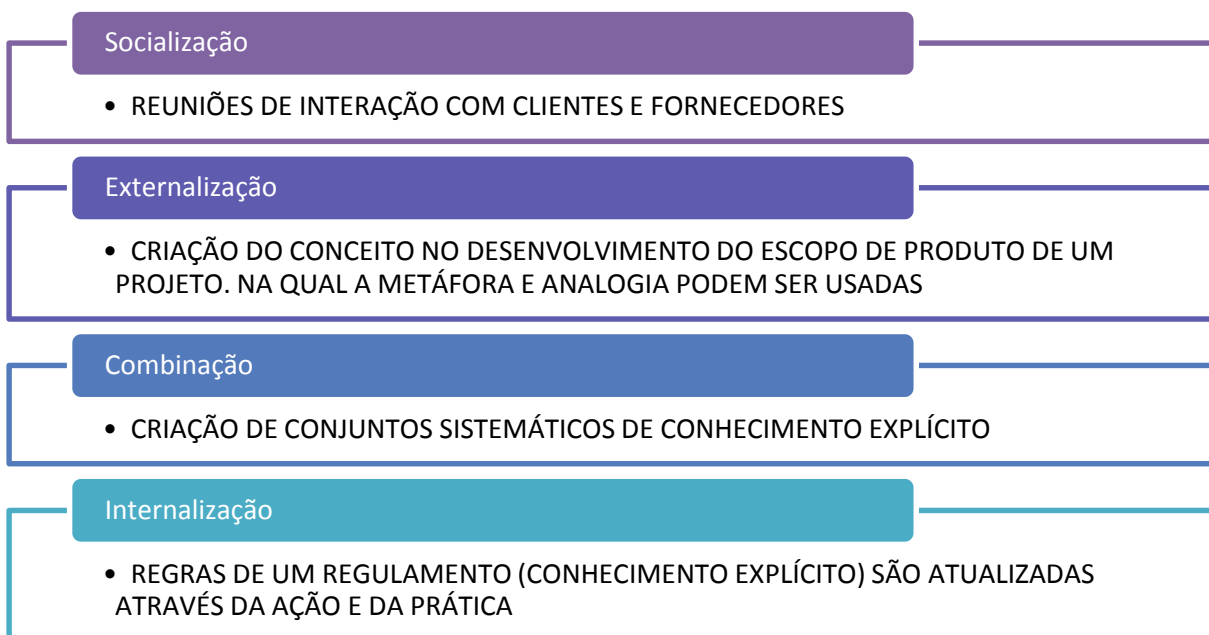 Socialização
• REUNIÕES DE INTERAÇÃO COM CLIENTES E FORNECEDORES
Externalização
• CRIAÇÃO DO CONCEITO NO DESENVOLVIMENTO DO ESCOPO DE PRODUTO DE UM
PROJETO. NA QUAL A METÁFORA E ANALOGIA PODEM SER USADAS
Combinação
• CRIAÇÃO DE CONJUNTOS SISTEMÁTICOS DE CONHECIMENTO EXPLÍCITO
Internalização
• REGRAS DE UM REGULAMENTO (CONHECIMENTO EXPLÍCITO) SÃO ATUALIZADAS
ATRAVÉS DA AÇÃO E DA PRÁTICA